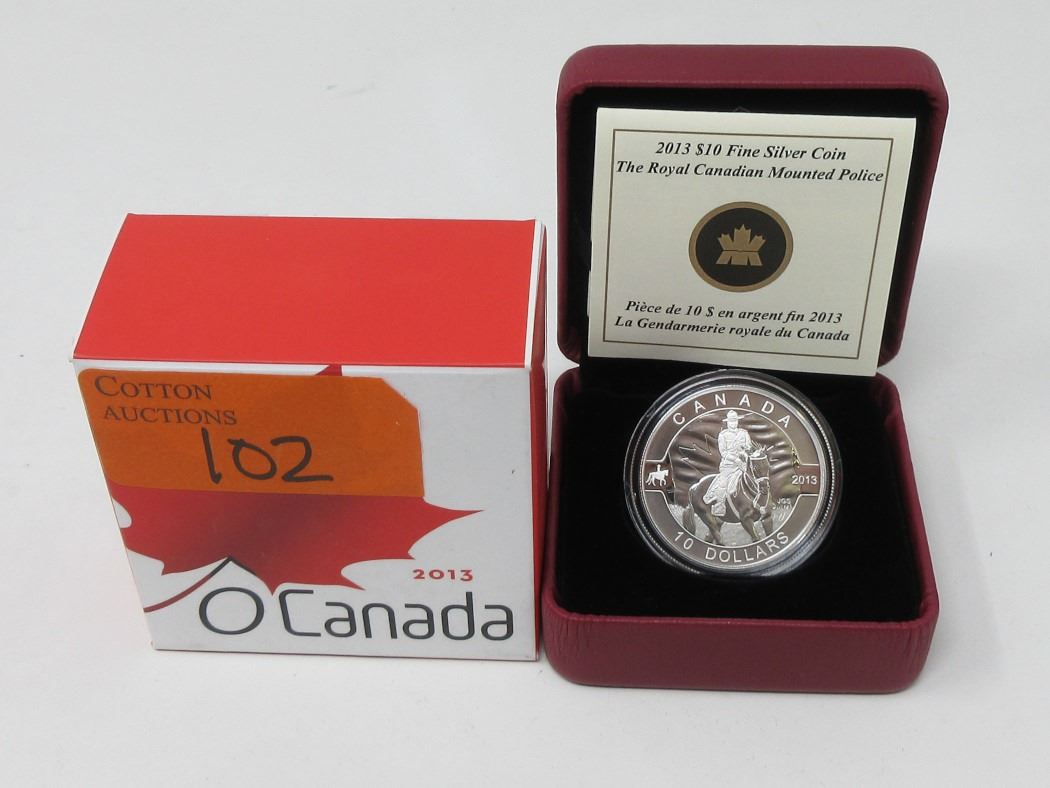 COTTON
AUCTIONS
102
2013
O Canada
2013 $10 Fine Silver Coin
The Royal Canadian Mounted Police
Pièce de 10 $ en argent fin 2013
La Gendarmerie royale du Canada
CANADA
2013
JGS
10 DOLLARS